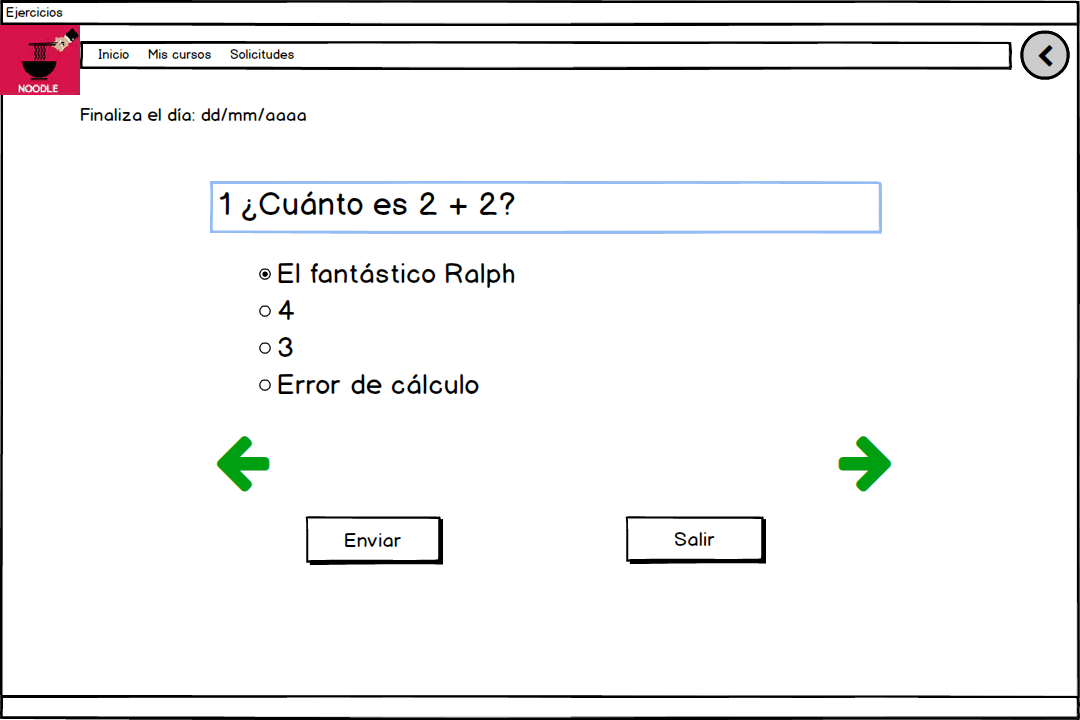 Ejercicios
NOODLE
Inicio Mis cursos Solicitudes
Finaliza el día: dd/mm/aaaa
1 ¿Cuánto es 2 + 2?
El fantástico Ralph
4
3
Error de cálculo
Enviar Salir